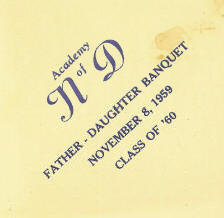 Academy
of
N D
FATHER - DAUGHTER BANQUET
NOVEMBER 8, 1959
CLASS OF '60